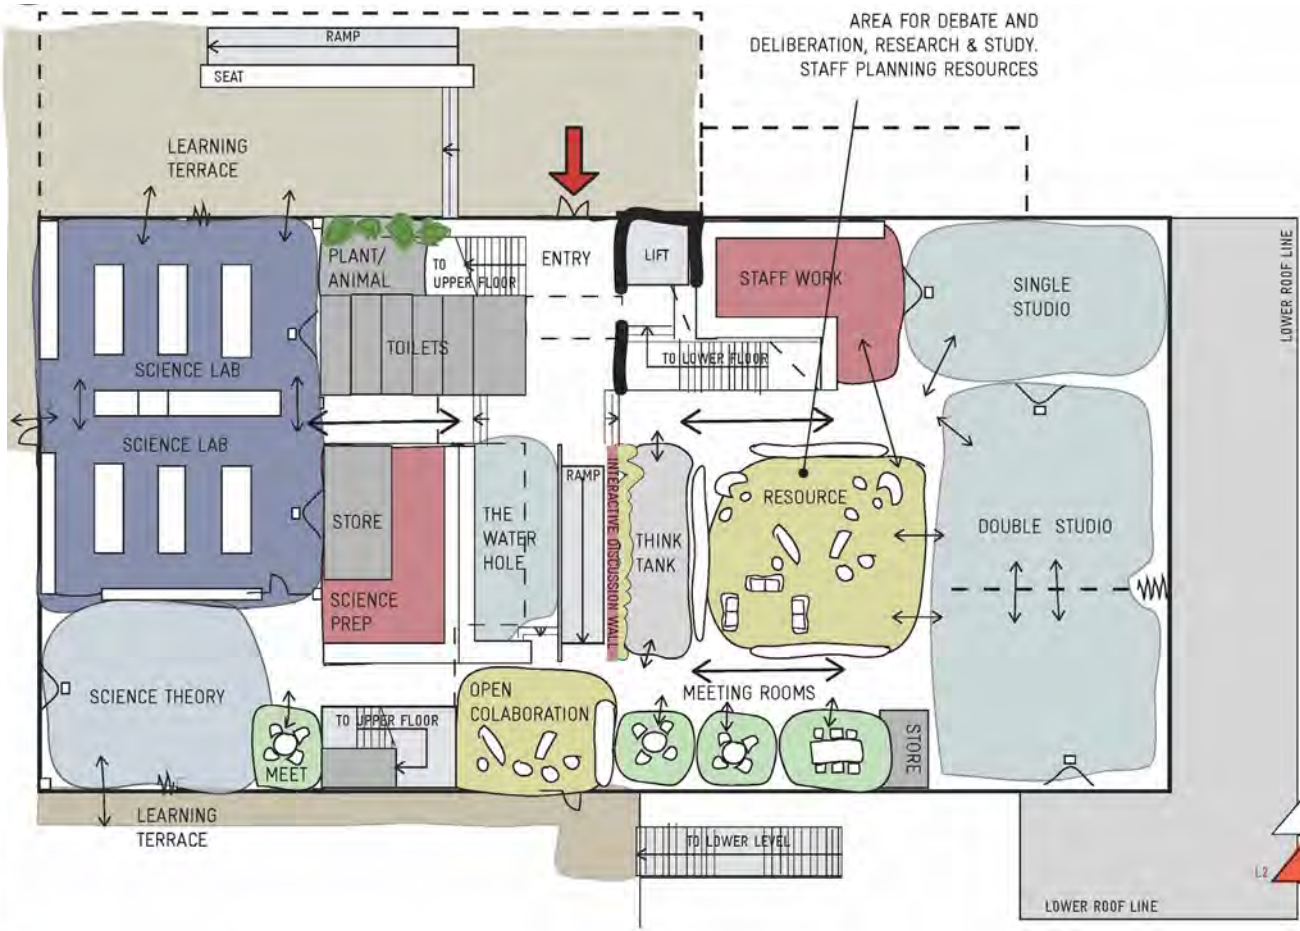 AREA FOR DEBATE AND
DELIBERATION, RESEARCH & STUDY.
STAFF PLANNING RESOURCES
RAMP
SEAT
LEARNING
TERRACE
PLANT/
ANIMAL
TO
UPPER FLOOR
ENTRY
LIFT
STAFF WORK
SINGLE
STUDIO
LOWER ROOF LINE
TOILETS
TO LOWER FLOOR
SCIENCE LAB
SCIENCE LAB
STORE
SCIENCE
PREP
THE
WATER
HOLE
RAMP
INTERACTIVE DISCUSSION WALL
THINK
TANK
RESOURCE
DOUBLE STUDIO
SCIENCE THEORY
MEET
TO UPPER FLOOR
OPEN
COLABORATION
MEETING ROOMS
STORE
LEARNING
TERRACE
TO LOWER LEVEL
L2
LOWER ROOF LINE